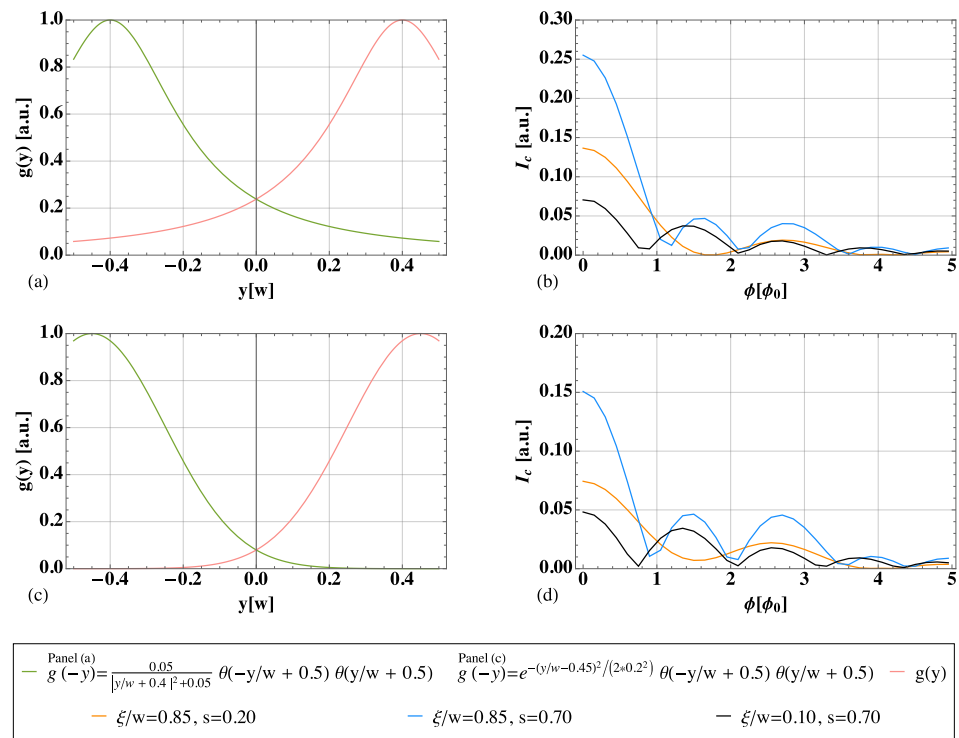 1.0
0.8
0.6
0.4
0.2
0.0
g(y) [a.u.]
−0.4 −0.2 0.0 0.2 0.4
y[w]
(a)
0.30
0.25
0.20
0.15
0.10
0.05
0.00
I_c [a.u.]
0 1 2 3 4 5
ϕ[ϕ₀]
(b)
1.0
0.8
0.6
0.4
0.2
0.0
g(y) [a.u.]
−0.4 −0.2 0.0 0.2 0.4
y[w]
(c)
0.20
0.15
0.10
0.05
0.00
I_c [a.u.]
0 1 2 3 4 5
ϕ[ϕ₀]
(d)
Panel (a) Panel (c)
g (−y)= 0.05/(|y/w + 0.4 |²+0.05) θ(−y/w + 0.5) θ(y/w + 0.5) g (−y)=e^−(y/w−0.45)²/(2*0.2²) θ(−y/w + 0.5) θ(y/w + 0.5) g(y)
ξ/w=0.85, s=0.20 ξ/w=0.85, s=0.70 ξ/w=0.10, s=0.70